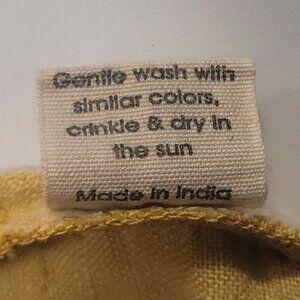 Gentle wash with
similar colors,
crinkle & dry in
the sun
Made in India